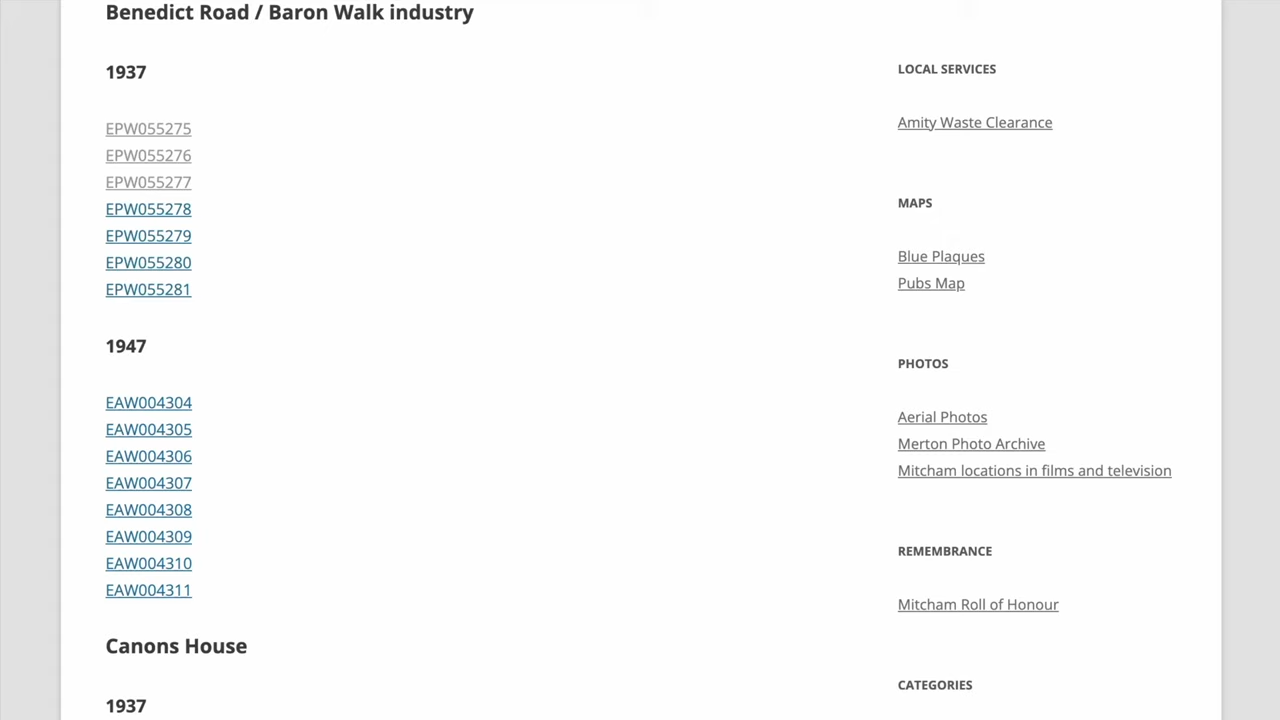 Benedict Road / Baron Walk industry
1937
EPW055275
EPW055276
EPW055277
EPW055278
EPW055279
EPW055280
EPW055281
1947
EAW004304
EAW004305
EAW004306
EAW004307
EAW004308
EAW004309
EAW004310
EAW004311
Canons House
1937
LOCAL SERVICES
Amity Waste Clearance
MAPS
Blue Plaques
Pubs Map
PHOTOS
Aerial Photos
Merton Photo Archive
Mitcham locations in films and television
REMEMBRANCE
Mitcham Roll of Honour
CATEGORIES